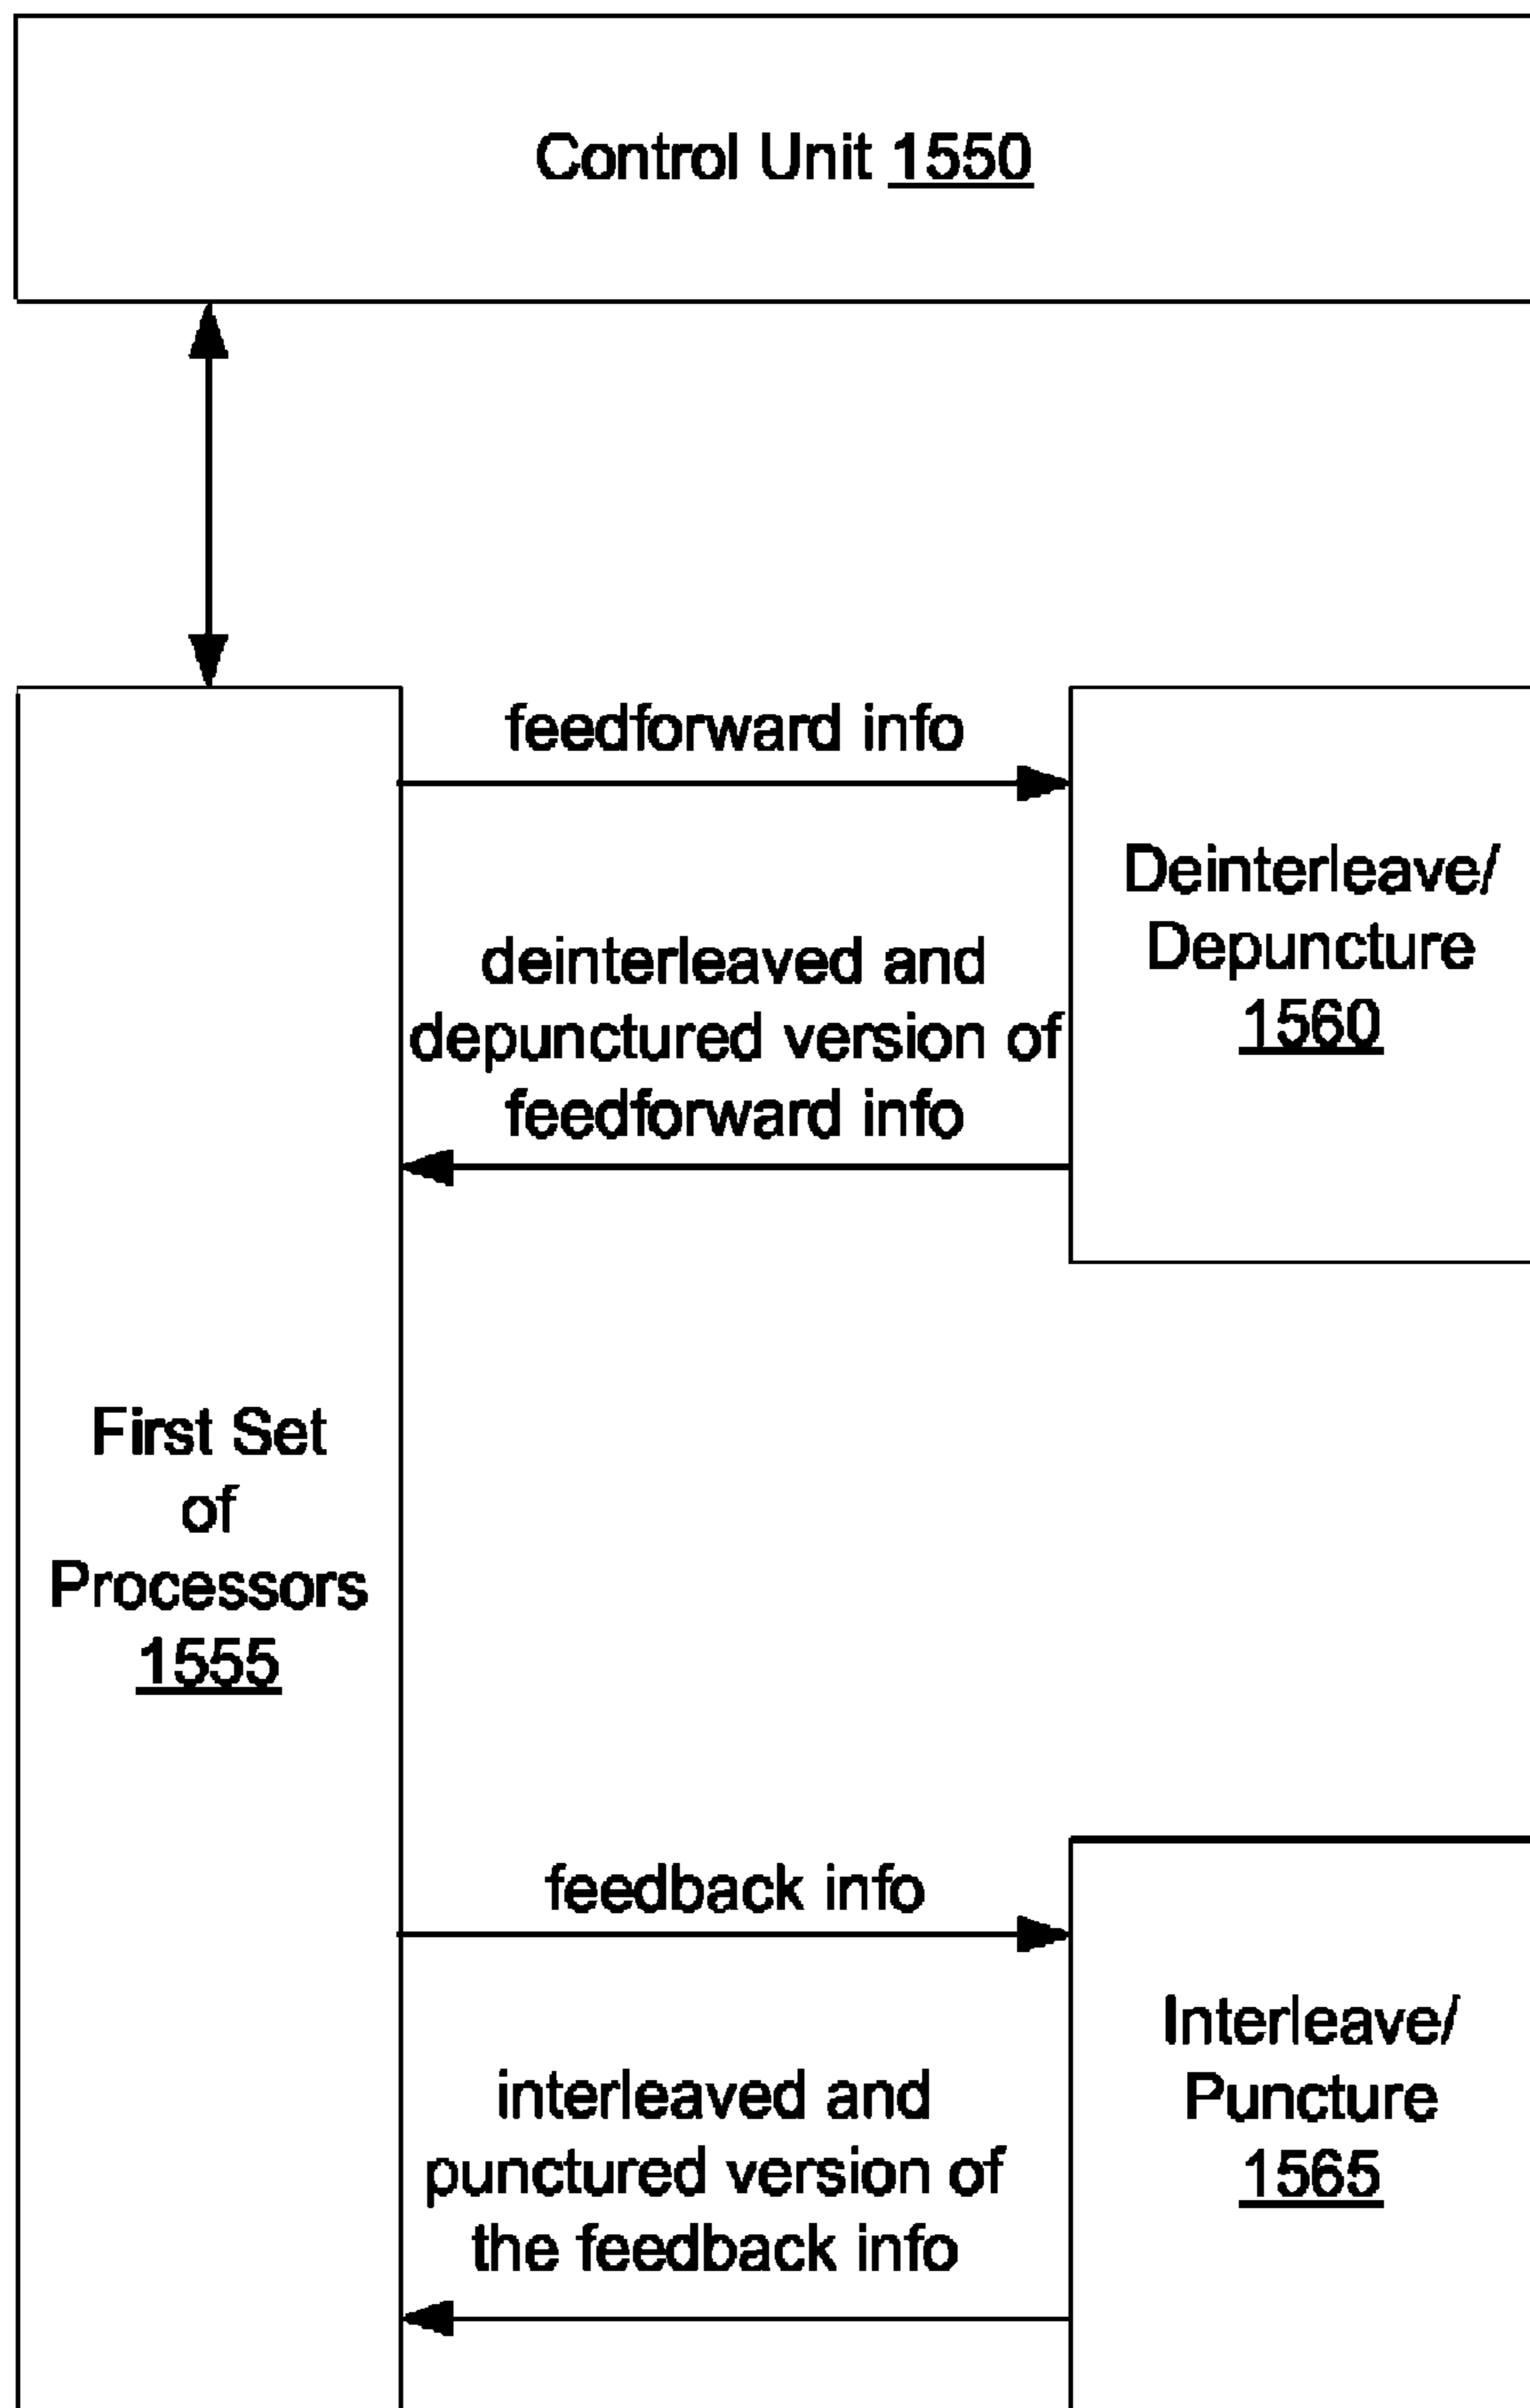 Control Unit 1550
feedforward info
Deinterleave/
Depuncture
1560
deinterleaved and
depunctured version of
feedforward info
First Set
of
Processors
1555
feedback info
Interleave/
Puncture
1565
interleaved and
punctured version of
the feedback info